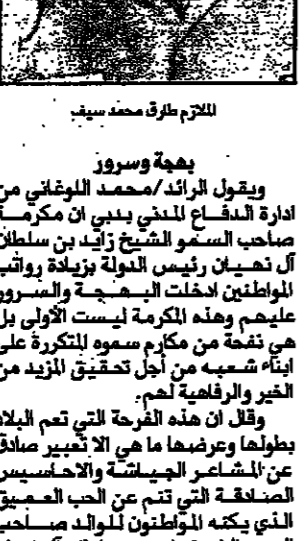 الملازم طارق محمد سيف
بهجة وسرور
ويقول الرائد/محمد اللوغاني من
ادارة الدفاع المدني بدبي ان مكرمة
صاحب السمو الشيخ زايد بن سلطان
آل نهيان رئيس الدولة بزيادة رواتب
المواطنين ادخلت البهجة والسرور
عليهم وهذه المكرمة ليست الأولى بل
هي نفحة من مكارم سموه المتكررة على
ابناء شعبه من أجل تحقيق المزيد من
الخير والرفاهية لهم.
وقال ان هذه الفرحة التي تعم البلاد
بطولها وعرضها ما هي الا تعبير صادق
عن المشاعر الجياشة والاحاسيس
الصادقة التي تنم عن الحب العميق
الذي يكنه المواطنون للوالد صاحب